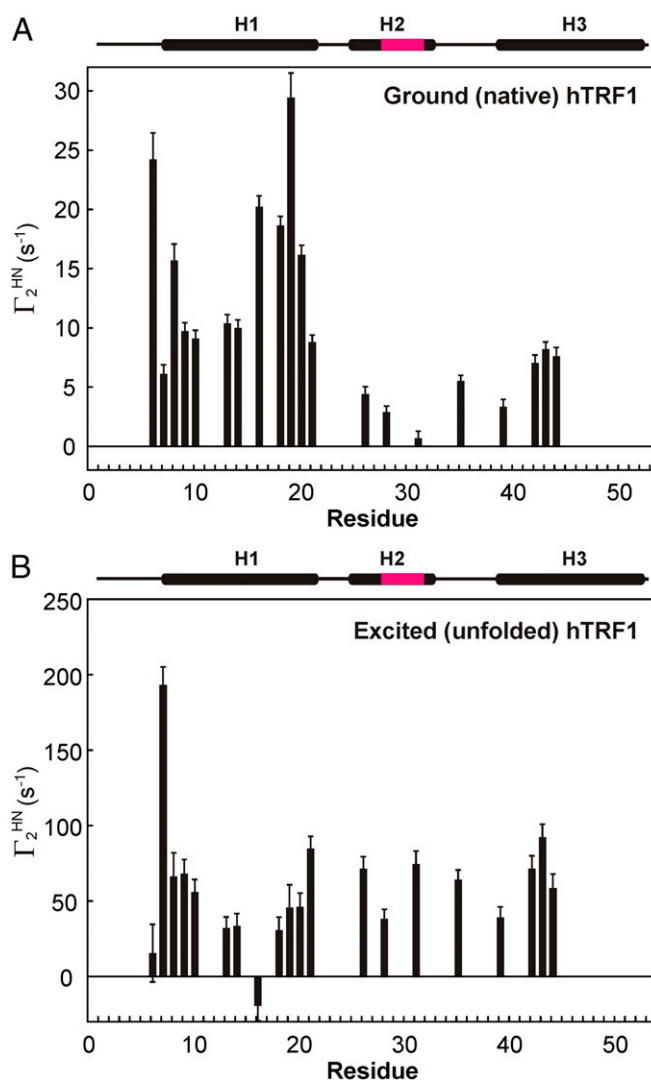 A
H1 H2 H3
Ground (native) hTRF1
Γ₂ᴴᴺ (s⁻¹)
30
25
20
15
10
5
0
0 10 20 30 40 50
Residue
B
H1 H2 H3
Excited (unfolded) hTRF1
Γ₂ᴴᴺ (s⁻¹)
250
200
150
100
50
0
0 10 20 30 40 50
Residue